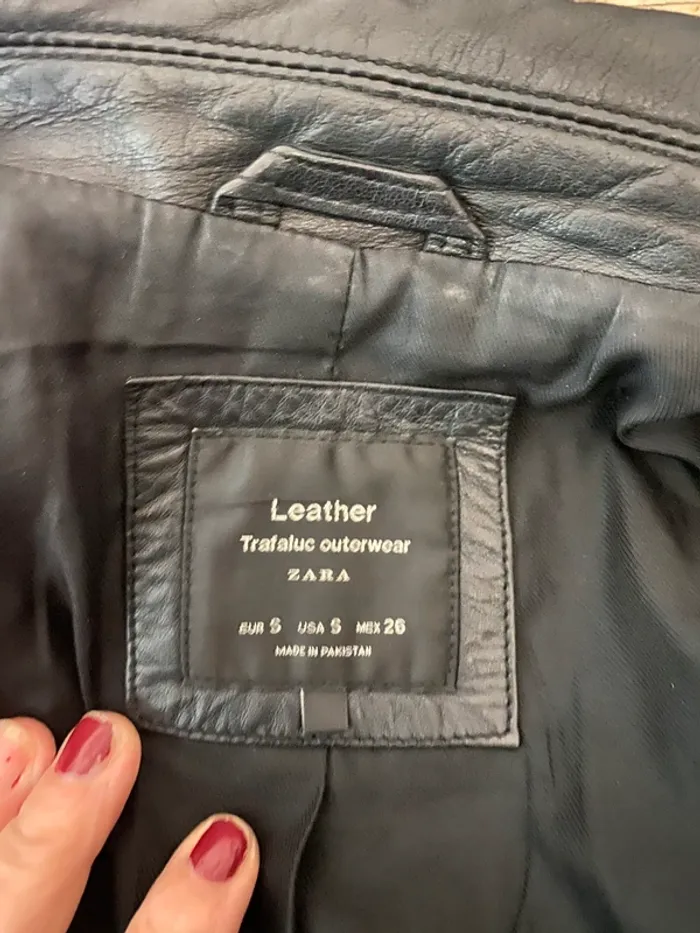 Leather
Trafaluc outerwear
ZARA
EUR S USA S MEX 26
MADE IN PAKISTAN